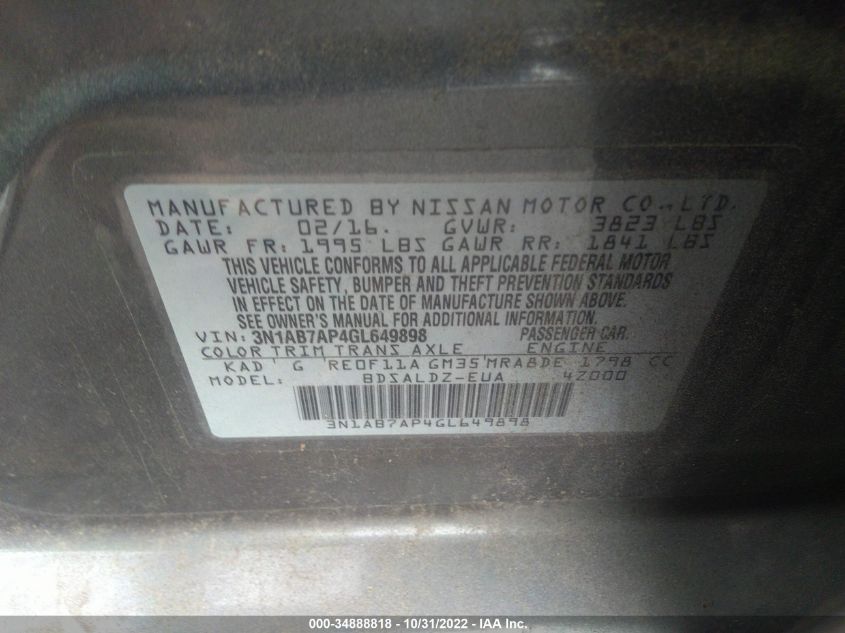 MANUFACTURED BY NISSAN MOTOR CO., LTD.
DATE: 02/16. GVWR: 3823 LBS
GAWR FR: 1995 LBS GAWR RR: 1841 LBS
THIS VEHICLE CONFORMS TO ALL APPLICABLE FEDERAL MOTOR
VEHICLE SAFETY, BUMPER AND THEFT PREVENTION STANDARDS
IN EFFECT ON THE DATE OF MANUFACTURE SHOWN ABOVE.
SEE OWNER'S MANUAL FOR ADDITIONAL INFORMATION.
VIN: 3N1AB7AP4GL649898 PASSENGER CAR.
COLOR TRIM TRANS AXLE ENGINE
KAD G RE0F11A GM35 MRA8DE 1798 CC
MODEL: BDSALDZ-EUA 4Z000
3N1AB7AP4GL649898
000-34888818 - 10/31/2022 - IAA Inc.